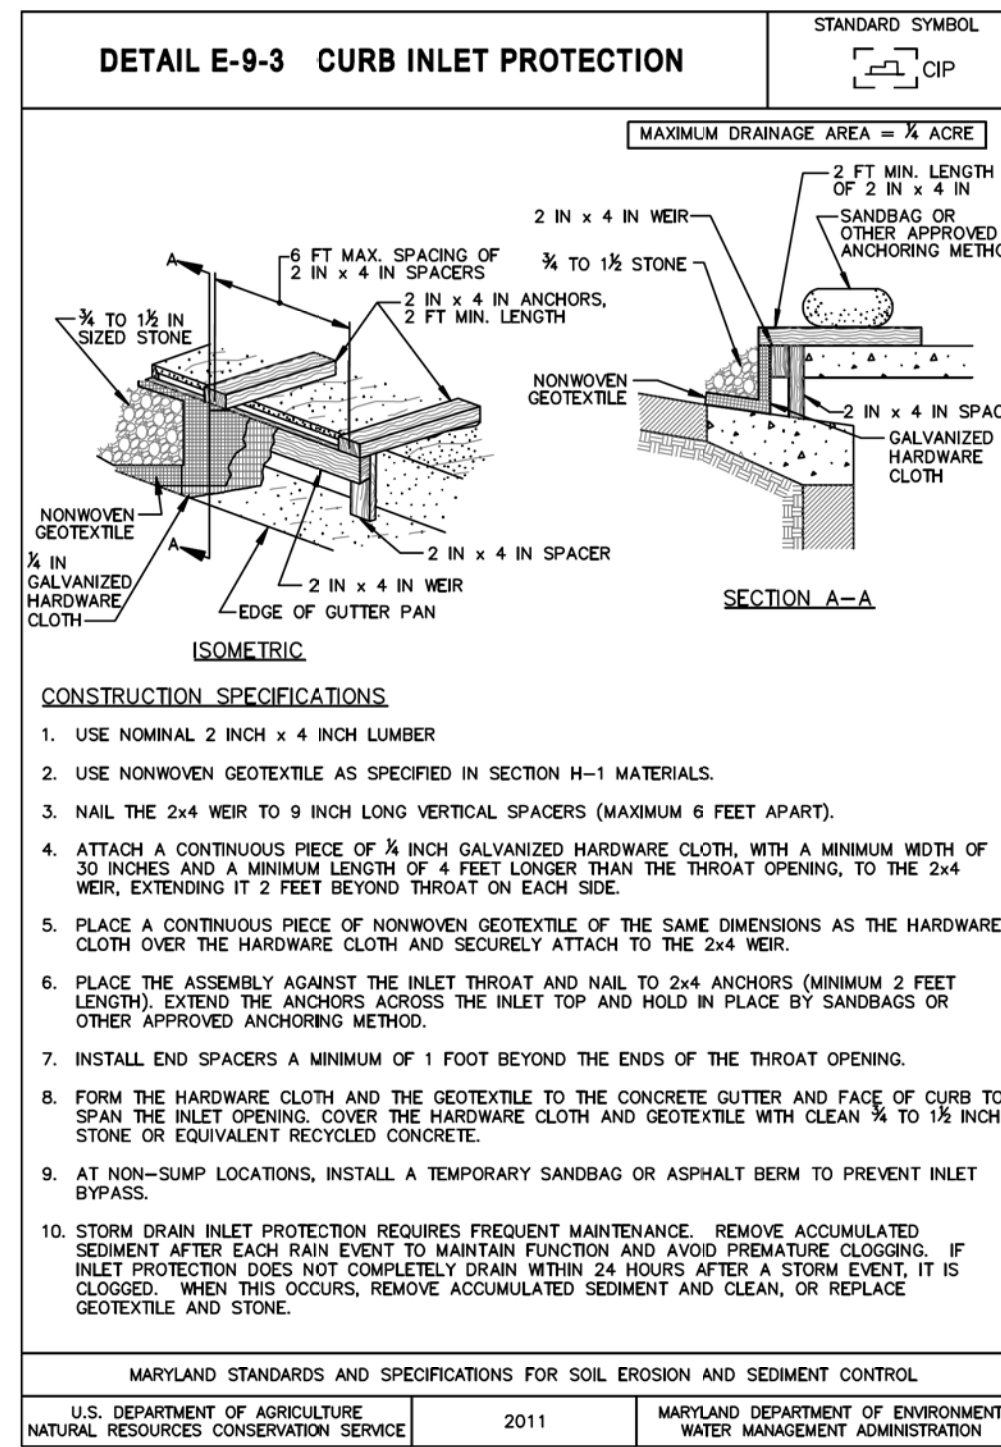 DETAIL E-9-3 CURB INLET PROTECTION
STANDARD SYMBOL
CIP
MAXIMUM DRAINAGE AREA = ¼ ACRE
2 FT MIN. LENGTH
OF 2 IN x 4 IN
2 IN x 4 IN WEIR
SANDBAG OR
OTHER APPROVED
ANCHORING METHO
¾ TO 1½ STONE
NONWOVEN
GEOTEXTILE
2 IN x 4 IN SPAC
GALVANIZED
HARDWARE
CLOTH
SECTION A-A
A
6 FT MAX. SPACING OF
2 IN x 4 IN SPACERS
2 IN x 4 IN ANCHORS,
2 FT MIN. LENGTH
¾ TO 1½ IN
SIZED STONE
NONWOVEN
GEOTEXTILE
A
¼ IN
GALVANIZED
HARDWARE
CLOTH
2 IN x 4 IN SPACER
2 IN x 4 IN WEIR
EDGE OF GUTTER PAN
ISOMETRIC
CONSTRUCTION SPECIFICATIONS
1. USE NOMINAL 2 INCH x 4 INCH LUMBER
2. USE NONWOVEN GEOTEXTILE AS SPECIFIED IN SECTION H-1 MATERIALS.
3. NAIL THE 2x4 WEIR TO 9 INCH LONG VERTICAL SPACERS (MAXIMUM 6 FEET APART).
4. ATTACH A CONTINUOUS PIECE OF ¼ INCH GALVANIZED HARDWARE CLOTH, WITH A MINIMUM WIDTH OF
30 INCHES AND A MINIMUM LENGTH OF 4 FEET LONGER THAN THE THROAT OPENING, TO THE 2x4
WEIR, EXTENDING IT 2 FEET BEYOND THROAT ON EACH SIDE.
5. PLACE A CONTINUOUS PIECE OF NONWOVEN GEOTEXTILE OF THE SAME DIMENSIONS AS THE HARDWARE
CLOTH OVER THE HARDWARE CLOTH AND SECURELY ATTACH TO THE 2x4 WEIR.
6. PLACE THE ASSEMBLY AGAINST THE INLET THROAT AND NAIL TO 2x4 ANCHORS (MINIMUM 2 FEET
LENGTH). EXTEND THE ANCHORS ACROSS THE INLET TOP AND HOLD IN PLACE BY SANDBAGS OR
OTHER APPROVED ANCHORING METHOD.
7. INSTALL END SPACERS A MINIMUM OF 1 FOOT BEYOND THE ENDS OF THE THROAT OPENING.
8. FORM THE HARDWARE CLOTH AND THE GEOTEXTILE TO THE CONCRETE GUTTER AND FACE OF CURB TO
SPAN THE INLET OPENING. COVER THE HARDWARE CLOTH AND GEOTEXTILE WITH CLEAN ¾ TO 1½ INCH
STONE OR EQUIVALENT RECYCLED CONCRETE.
9. AT NON-SUMP LOCATIONS, INSTALL A TEMPORARY SANDBAG OR ASPHALT BERM TO PREVENT INLET
BYPASS.
10. STORM DRAIN INLET PROTECTION REQUIRES FREQUENT MAINTENANCE. REMOVE ACCUMULATED
SEDIMENT AFTER EACH RAIN EVENT TO MAINTAIN FUNCTION AND AVOID PREMATURE CLOGGING. IF
INLET PROTECTION DOES NOT COMPLETELY DRAIN WITHIN 24 HOURS AFTER A STORM EVENT, IT IS
CLOGGED. WHEN THIS OCCURS, REMOVE ACCUMULATED SEDIMENT AND CLEAN, OR REPLACE
GEOTEXTILE AND STONE.
MARYLAND STANDARDS AND SPECIFICATIONS FOR SOIL EROSION AND SEDIMENT CONTROL
U.S. DEPARTMENT OF AGRICULTURE
NATURAL RESOURCES CONSERVATION SERVICE
2011
MARYLAND DEPARTMENT OF ENVIRONMENT
WATER MANAGEMENT ADMINISTRATION